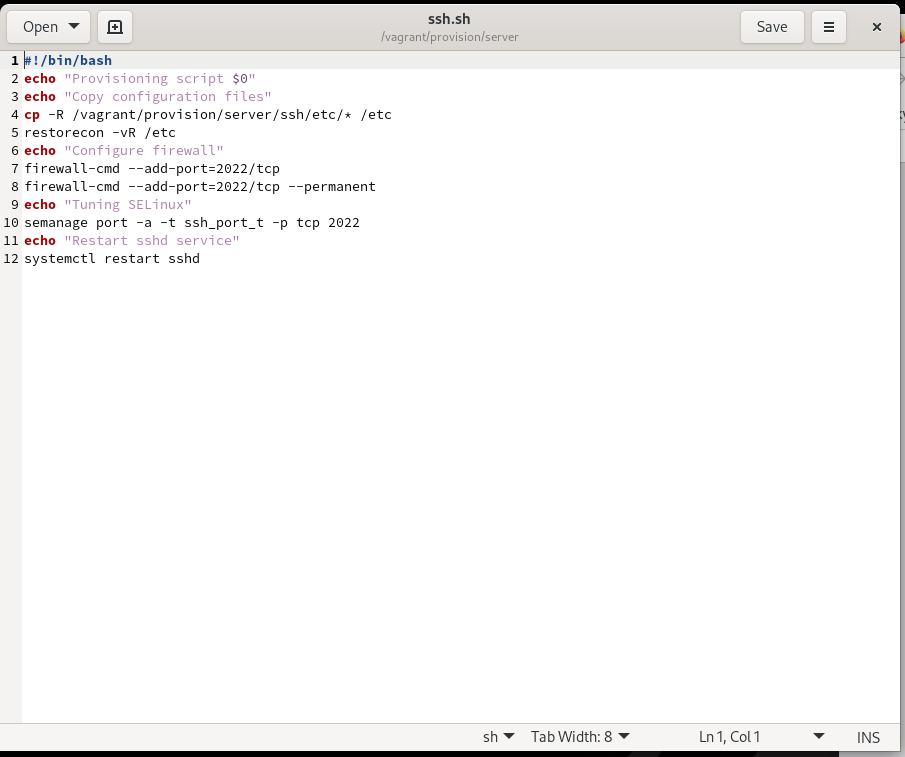 Open
ssh.sh
/vagrant/provision/server
Save
1 #!/bin/bash
2 echo "Provisioning script $0"
3 echo "Copy configuration files"
4 cp -R /vagrant/provision/server/ssh/etc/* /etc
5 restorecon -vR /etc
6 echo "Configure firewall"
7 firewall-cmd --add-port=2022/tcp
8 firewall-cmd --add-port=2022/tcp --permanent
9 echo "Tuning SELinux"
10 semanage port -a -t ssh_port_t -p tcp 2022
11 echo "Restart sshd service"
12 systemctl restart sshd
sh Tab Width: 8 Ln 1, Col 1 INS